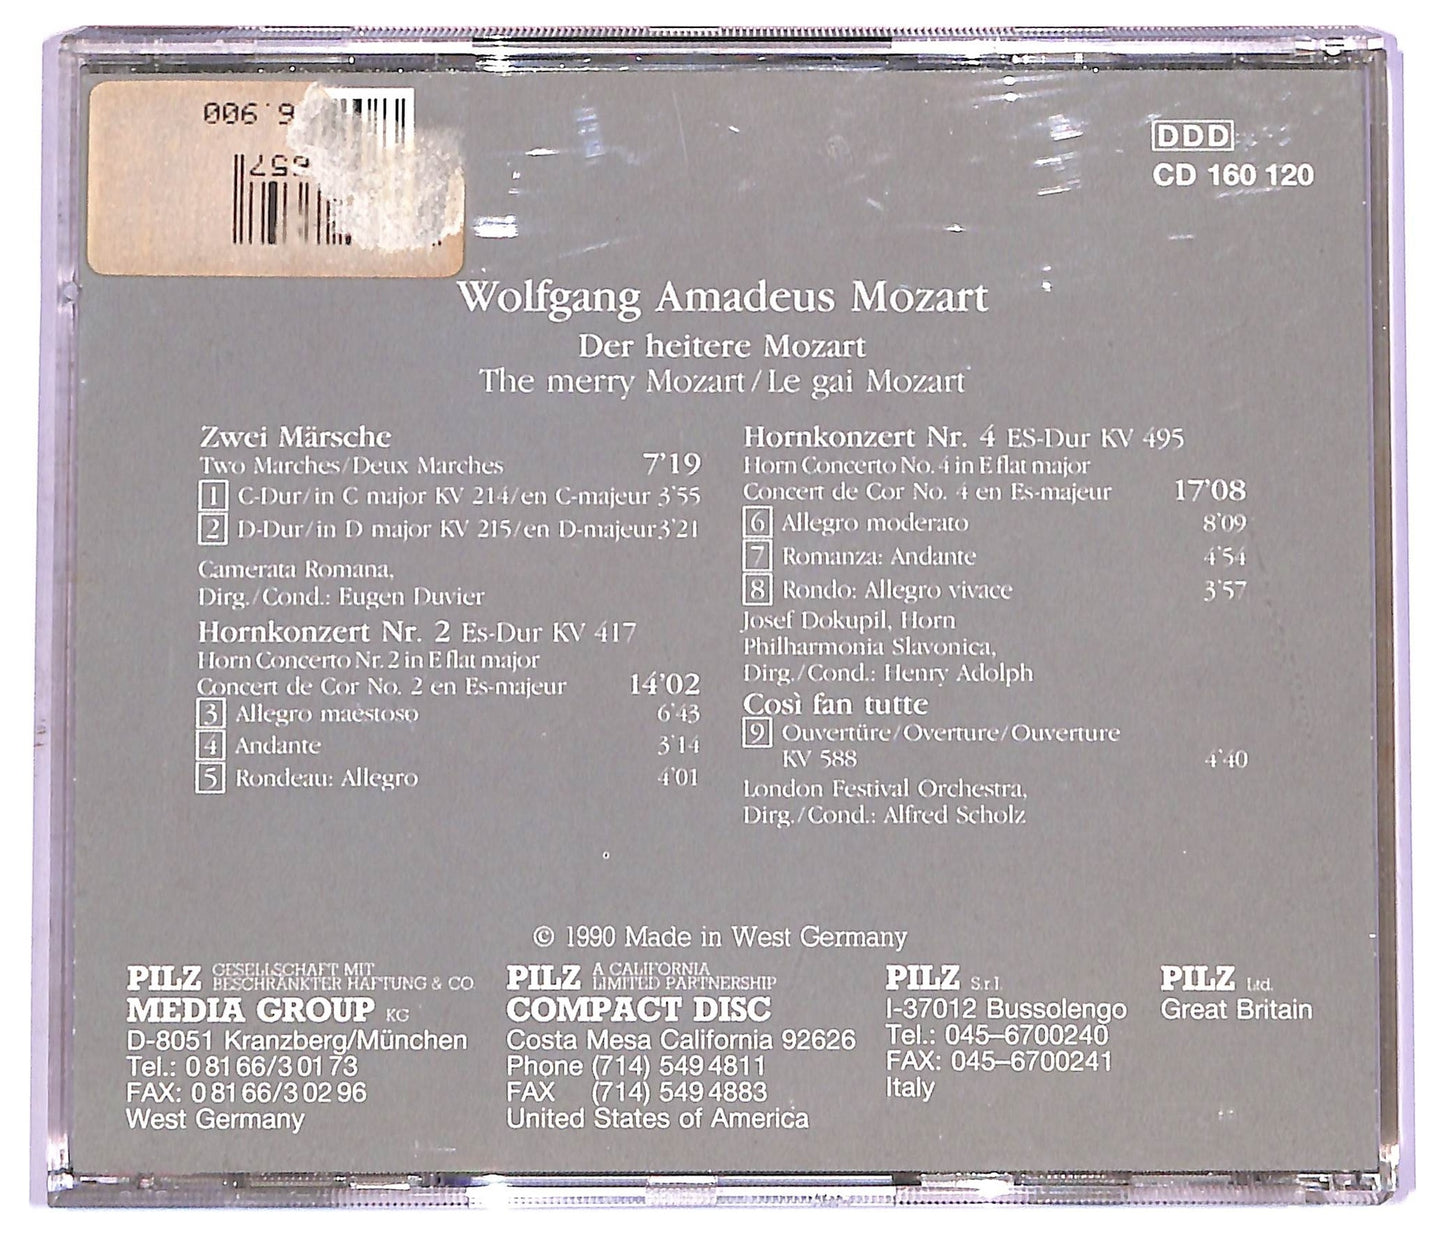 6.900
657
DDD
CD 160 120
Wolfgang Amadeus Mozart
Der heitere Mozart
The merry Mozart/Le gai Mozart
Zwei Märsche
Two Marches/Deux Marches 7'19
1 C-Dur/in C major KV 214/en C-majeur 3'55
2 D-Dur/in D major KV 215/en D-majeur 3'21
Camerata Romana,
Dirg./Cond.: Eugen Duvier
Hornkonzert Nr. 2 Es-Dur KV 417
Horn Concerto Nr. 2 in E flat major
Concert de Cor No. 2 en Es-majeur 14'02
3 Allegro maestoso 6'43
4 Andante 3'14
5 Rondeau: Allegro 4'01
Hornkonzert Nr. 4 ES-Dur KV 495
Horn Concerto No. 4 in E flat major
Concert de Cor No. 4 en Es-majeur 17'08
6 Allegro moderato 8'09
7 Romanza: Andante 4'54
8 Rondo: Allegro vivace 3'57
Josef Dokupil, Horn
Philharmonia Slavonica,
Dirg./Cond.: Henry Adolph
Così fan tutte
9 Ouvertüre/Overture/Ouverture
KV 588 4'40
London Festival Orchestra,
Dirg./Cond.: Alfred Scholz
© 1990 Made in West Germany
PILZ GESELLSCHAFT MIT
BESCHRÄNKTER HAFTUNG & CO.
MEDIA GROUP KG
D-8051 Kranzberg/München
Tel.: 0 81 66/3 01 73
FAX: 0 81 66/3 02 96
West Germany
PILZ A CALIFORNIA
LIMITED PARTNERSHIP
COMPACT DISC
Costa Mesa California 92626
Phone (714) 549 4811
FAX (714) 549 4883
United States of America
PILZ S.r.l.
I-37012 Bussolengo
Tel.: 045–6700240
FAX: 045–6700241
Italy
PILZ Ltd.
Great Britain